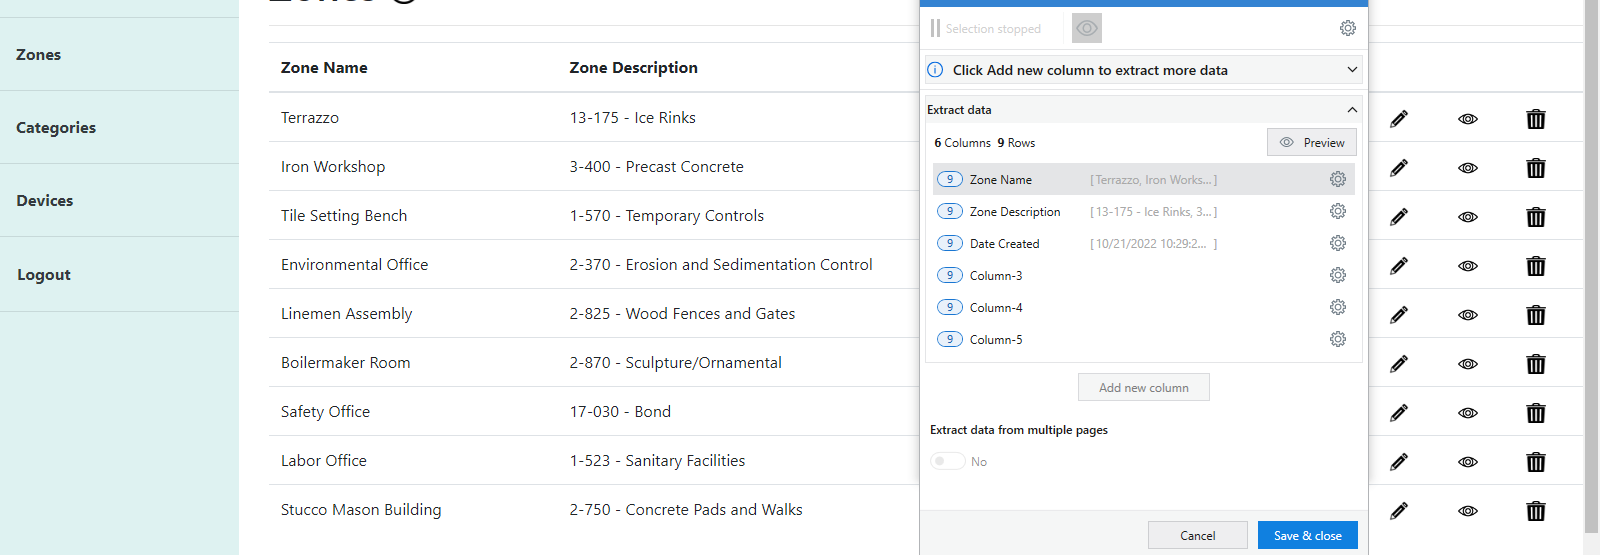 Zones
Zones
Categories
Devices
Logout
Zone Name Zone Description
Terrazzo 13-175 - Ice Rinks
Iron Workshop 3-400 - Precast Concrete
Tile Setting Bench 1-570 - Temporary Controls
Environmental Office 2-370 - Erosion and Sedimentation Control
Linemen Assembly 2-825 - Wood Fences and Gates
Boilermaker Room 2-870 - Sculpture/Ornamental
Safety Office 17-030 - Bond
Labor Office 1-523 - Sanitary Facilities
Stucco Mason Building 2-750 - Concrete Pads and Walks
Selection stopped
Click Add new column to extract more data
Extract data
6 Columns 9 Rows Preview
9 Zone Name [ Terrazzo, Iron Works... ]
9 Zone Description [ 13-175 - Ice Rinks, 3... ]
9 Date Created [ 10/21/2022 10:29:2... ]
9 Column-3
9 Column-4
9 Column-5
Add new column
Extract data from multiple pages
No
Cancel Save & close